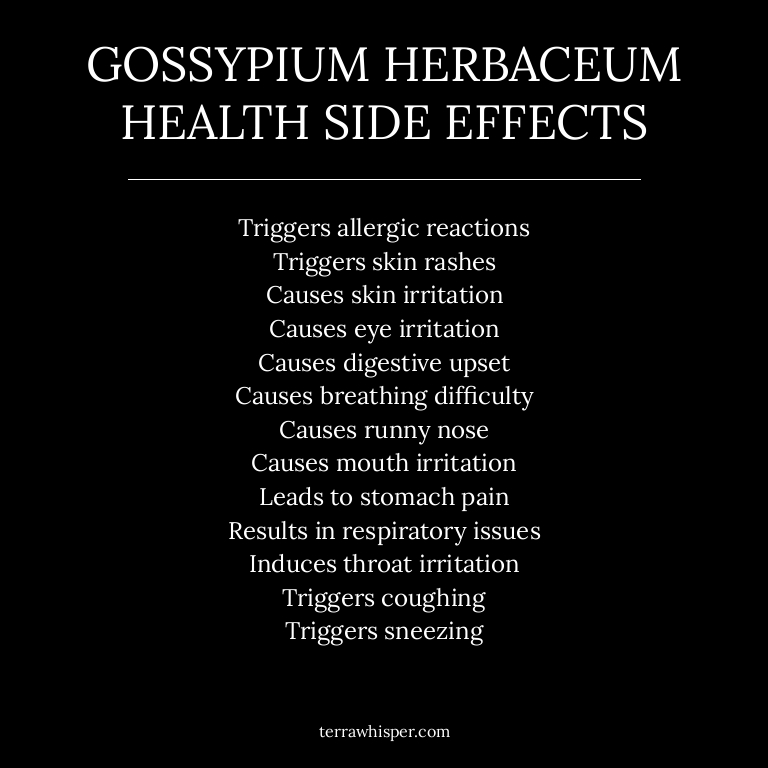 GOSSYPIUM HERBACEUM
HEALTH SIDE EFFECTS
Triggers allergic reactions
Triggers skin rashes
Causes skin irritation
Causes eye irritation
Causes digestive upset
Causes breathing difficulty
Causes runny nose
Causes mouth irritation
Leads to stomach pain
Results in respiratory issues
Induces throat irritation
Triggers coughing
Triggers sneezing
terrawhisper.com